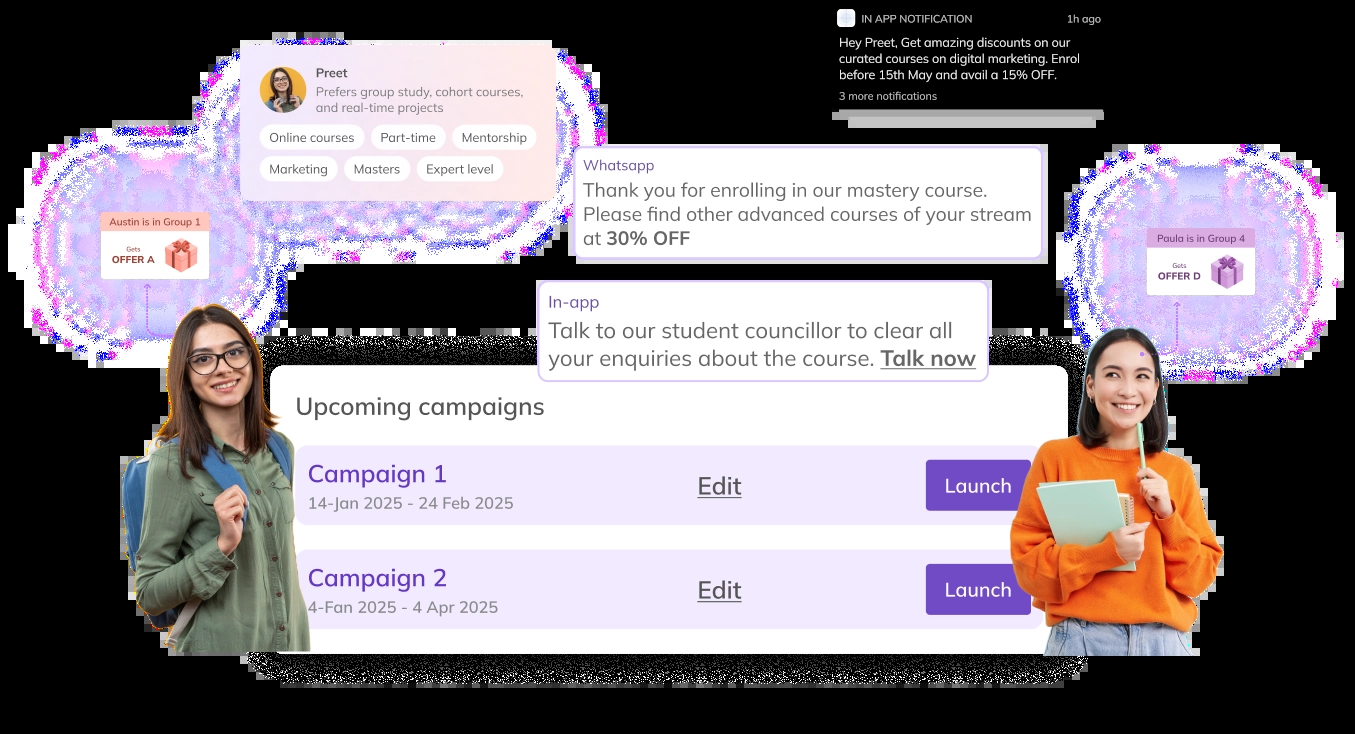 IN APP NOTIFICATION
1h ago
Hey Preet, Get amazing discounts on our
curated courses on digital marketing. Enrol
before 15th May and avail a 15% OFF.
3 more notifications
Preet
Prefers group study, cohort courses,
and real-time projects
Online courses
Part-time
Mentorship
Marketing
Masters
Expert level
Whatsapp
Thank you for enrolling in our mastery course.
Please find other advanced courses of your stream
at 30% OFF
Austin is in Group 1
Gets
OFFER A
Paula is in Group 4
Gets
OFFER D
In-app
Talk to our student councillor to clear all
your enquiries about the course. Talk now
Upcoming campaigns
Campaign 1
14-Jan 2025 - 24 Feb 2025
Edit
Launch
Campaign 2
4-Fan 2025 - 4 Apr 2025
Edit
Launch